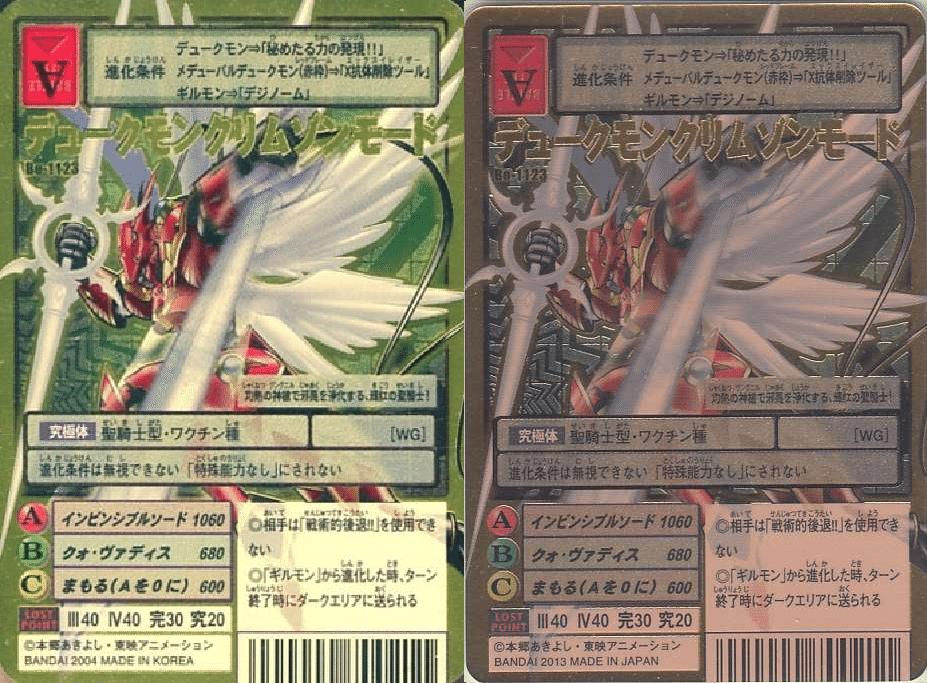 A
進化条件
デュークモン⇒「秘めたる力の発現!!」
メデューバルデュークモン(赤枠)⇒「X抗体削除ツール」
ギルモン⇒「デジノーム」
デュークモンクリムゾンモード
Bo-1123
灼熱の神槍で邪悪を浄化する、真紅の聖騎士!
究極体 聖騎士型・ワクチン種 [WG]
進化条件は無視できない 「特殊能力なし」にされない
A インビンシブルソード 1060
B クォ・ヴァディス 680
C まもる(Aを0に) 600
LOST POINT Ⅲ40 Ⅳ40 完30 究20
◎相手は「戦術的後退!!」を使用でき
ない
◎「ギルモン」から進化した時、ターン
終了時にダークエリアに送られる
©本郷あきよし・東映アニメーション
BANDAI 2004 MADE IN KOREA
A
進化条件
デュークモン⇒「秘めたる力の発現!!」
メデューバルデュークモン(赤枠)⇒「X抗体削除ツール」
ギルモン⇒「デジノーム」
デュークモンクリムゾンモード
Bo-1123
灼熱の神槍で邪悪を浄化する、真紅の聖騎士!
究極体 聖騎士型・ワクチン種 [WG]
進化条件は無視できない 「特殊能力なし」にされない
A インビンシブルソード 1060
B クォ・ヴァディス 680
C まもる(Aを0に) 600
LOST POINT Ⅲ40 Ⅳ40 完30 究20
◎相手は「戦術的後退!!」を使用でき
ない
◎「ギルモン」から進化した時、ターン
終了時にダークエリアに送られる
©本郷あきよし・東映アニメーション
BANDAI 2013 MADE IN JAPAN